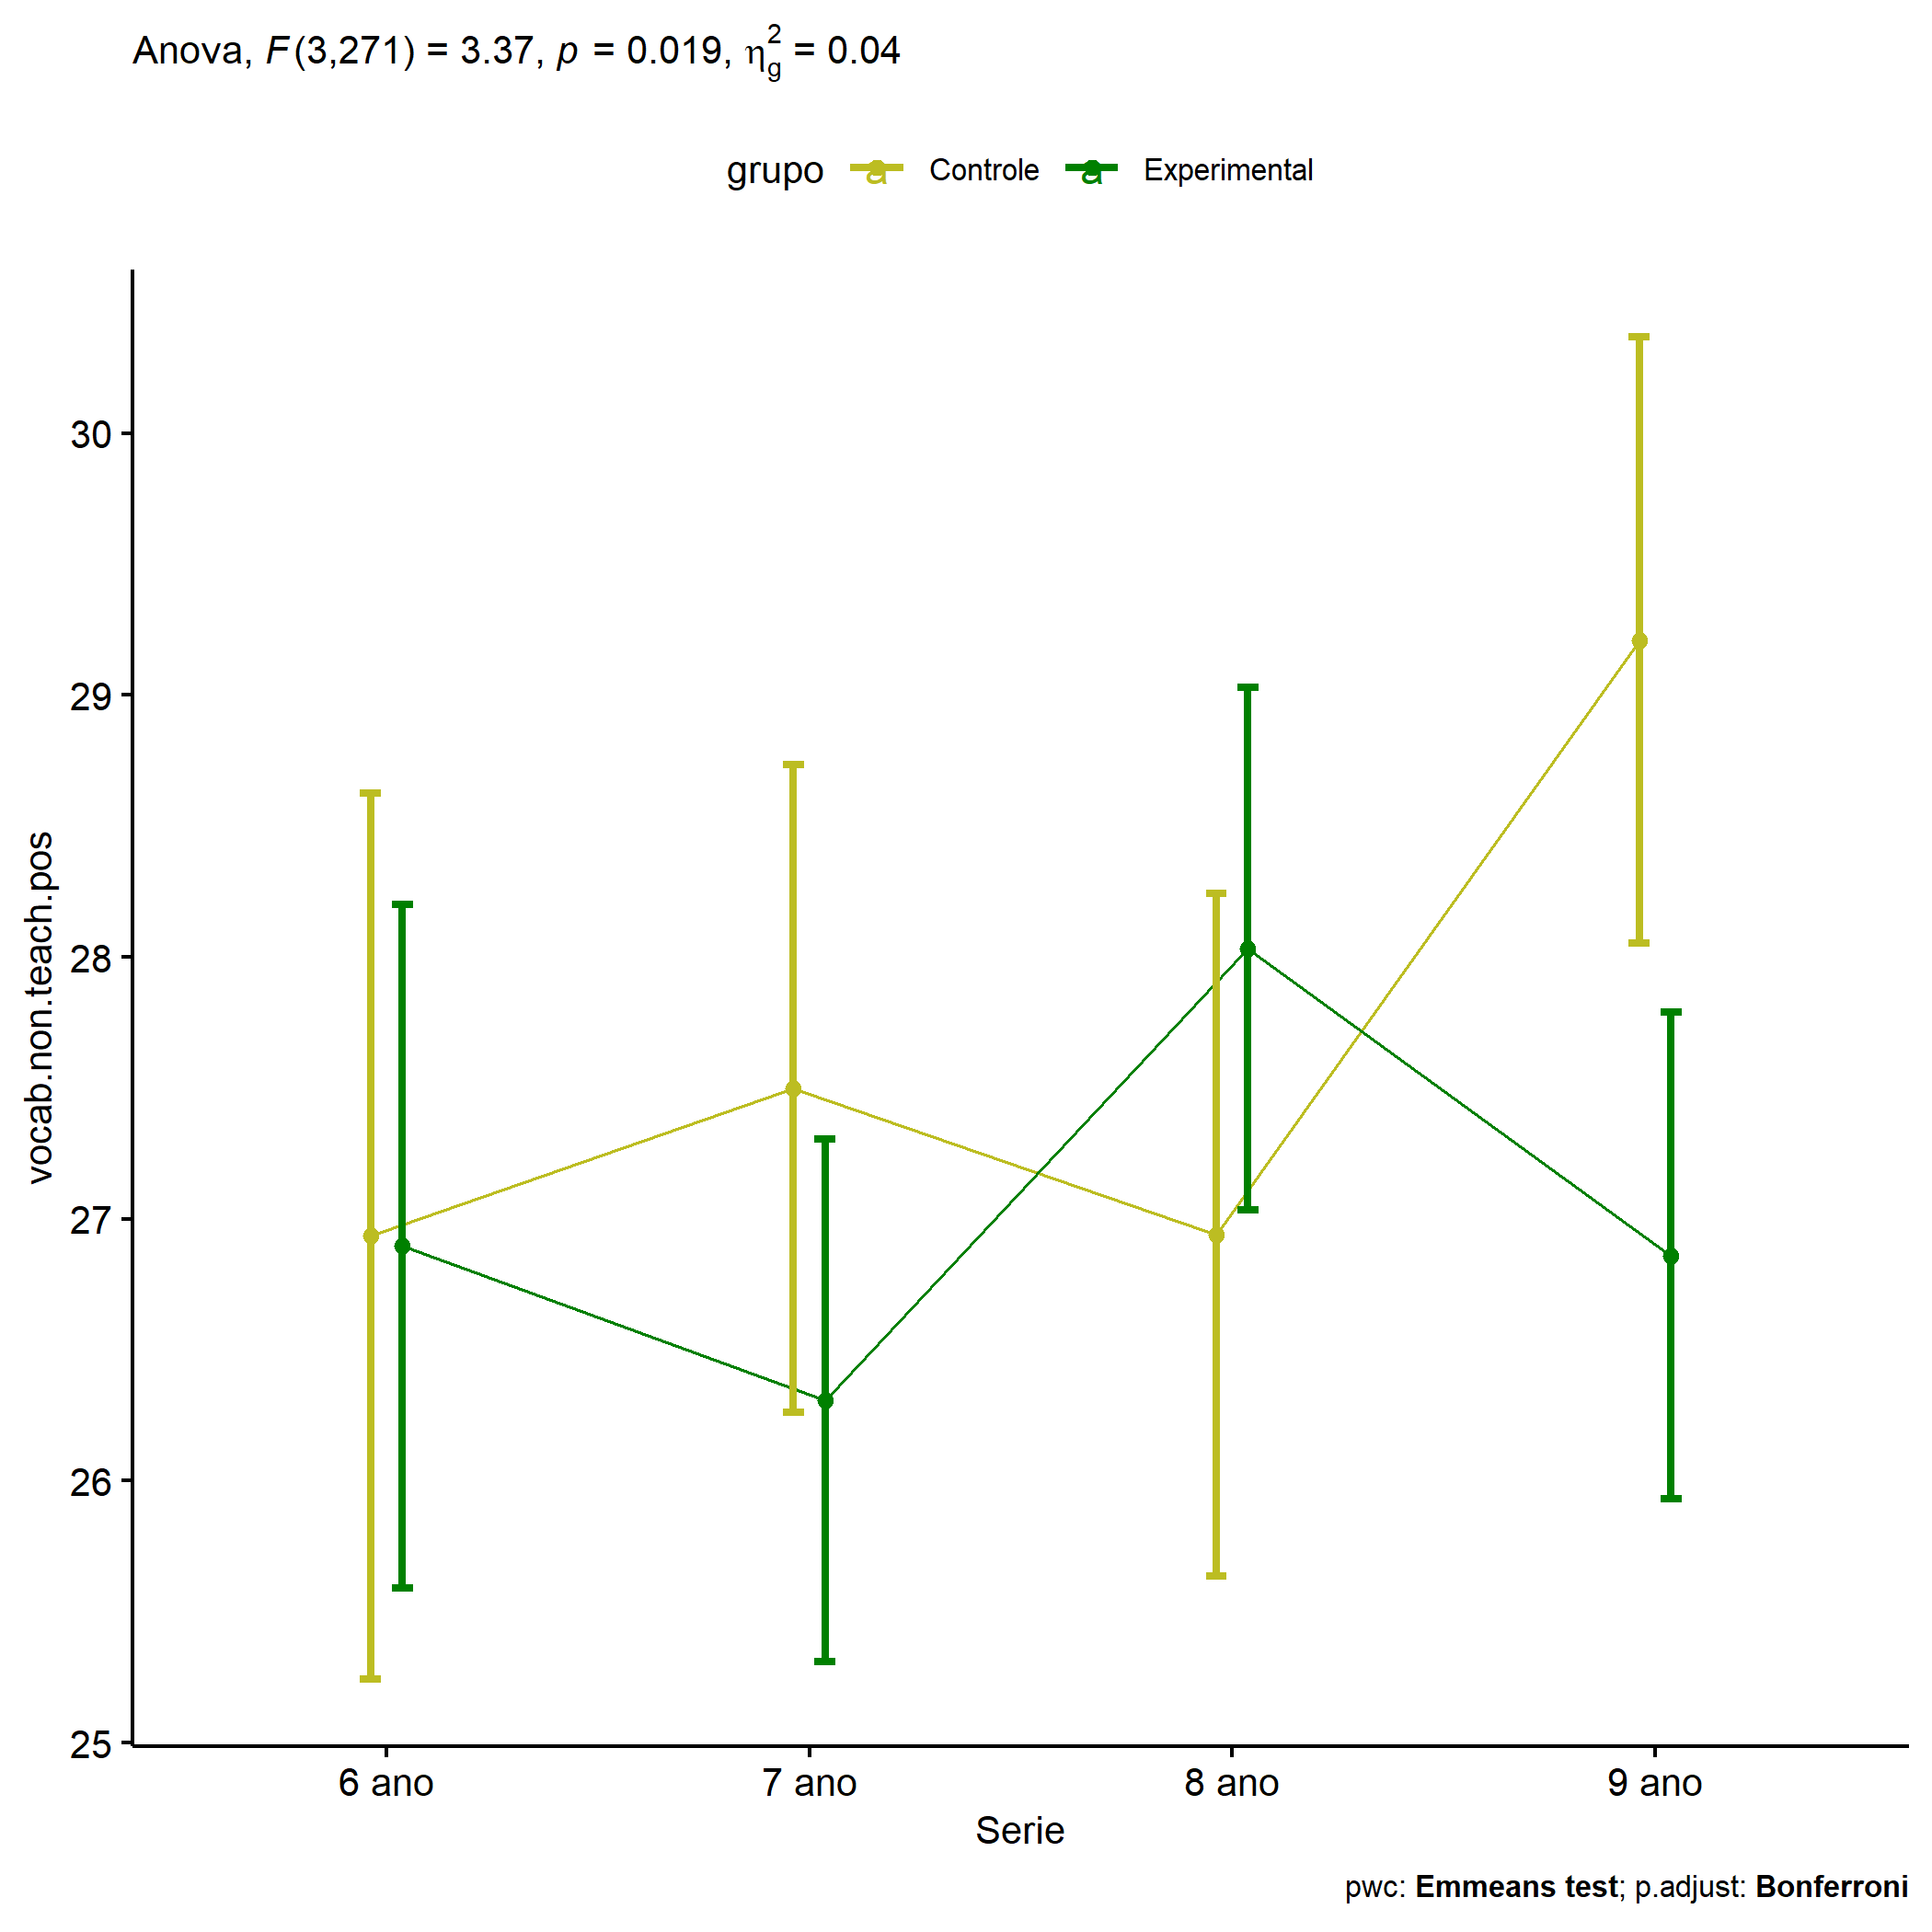 Anova, F(3,271) = 3.37, p = 0.019, η²g = 0.04
grupo a Controle a Experimental
30
29
28
27
26
25
vocab.non.teach.pos
6 ano 7 ano 8 ano 9 ano
Serie
pwc: Emmeans test; p.adjust: Bonferroni